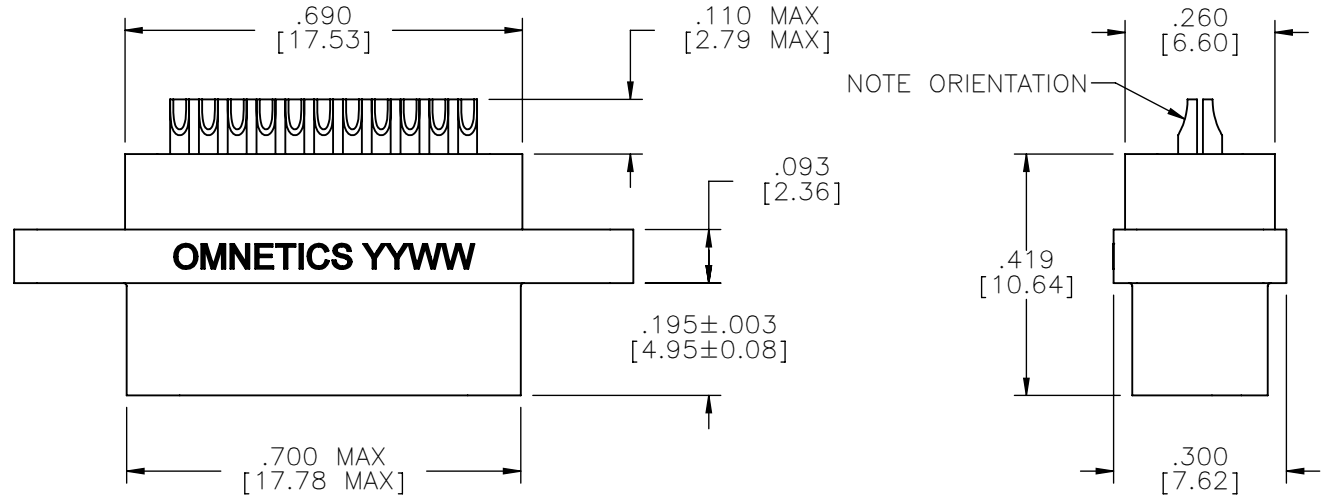 .690
[17.53]
.110 MAX
[2.79 MAX]
.260
[6.60]
NOTE ORIENTATION
.093
[2.36]
OMNETICS YYWW
.419
[10.64]
.195±.003
[4.95±0.08]
.700 MAX
[17.78 MAX]
.300
[7.62]